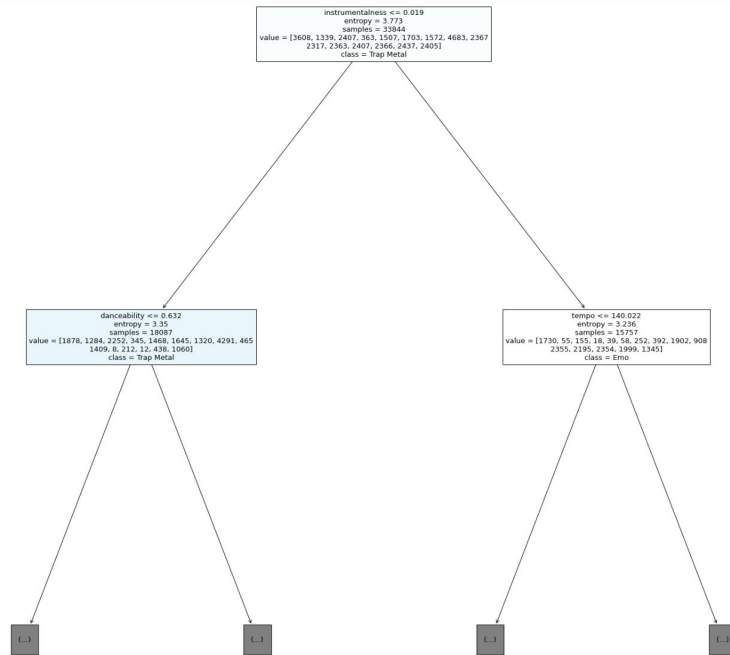 instrumentalness <= 0.019
entropy = 3.773
samples = 33844
value = [3608, 1339, 2407, 363, 1507, 1703, 1572, 4683, 2367
2317, 2363, 2407, 2366, 2437, 2405]
class = Trap Metal
danceability <= 0.632
entropy = 3.35
samples = 18087
value = [1878, 1284, 2252, 345, 1468, 1645, 1320, 4291, 465
1409, 8, 212, 12, 438, 1060]
class = Trap Metal
tempo <= 140.022
entropy = 3.236
samples = 15757
value = [1730, 55, 155, 18, 39, 58, 252, 392, 1902, 908
2355, 2195, 2354, 1999, 1345]
class = Emo
(...)
(...)
(...)
(...)